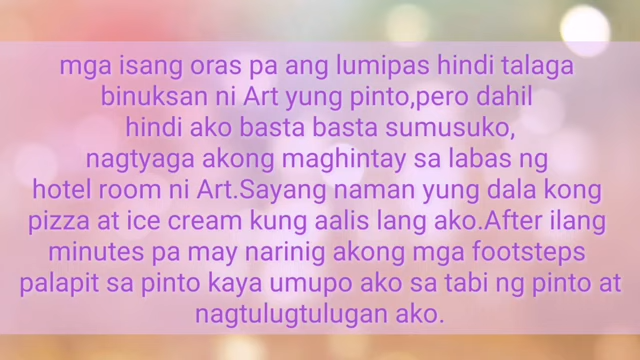 mga isang oras pa ang lumipas hindi talaga
binuksan ni Art yung pinto,pero dahil
hindi ako basta basta sumusuko,
nagtyaga akong maghintay sa labas ng
hotel room ni Art.Sayang naman yung dala kong
pizza at ice cream kung aalis lang ako.After ilang
minutes pa may narinig akong mga footsteps
palapit sa pinto kaya umupo ako sa tabi ng pinto at
nagtulugtulugan ako.